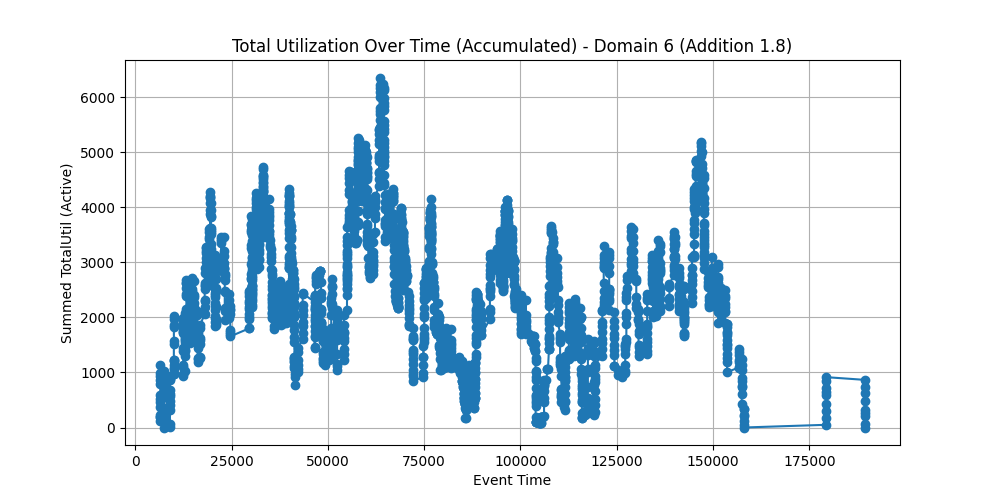 Total Utilization Over Time (Accumulated) - Domain 6 (Addition 1.8)
Summed TotalUtil (Active)
6000
5000
4000
3000
2000
1000
0
0 25000 50000 75000 100000 125000 150000 175000
Event Time